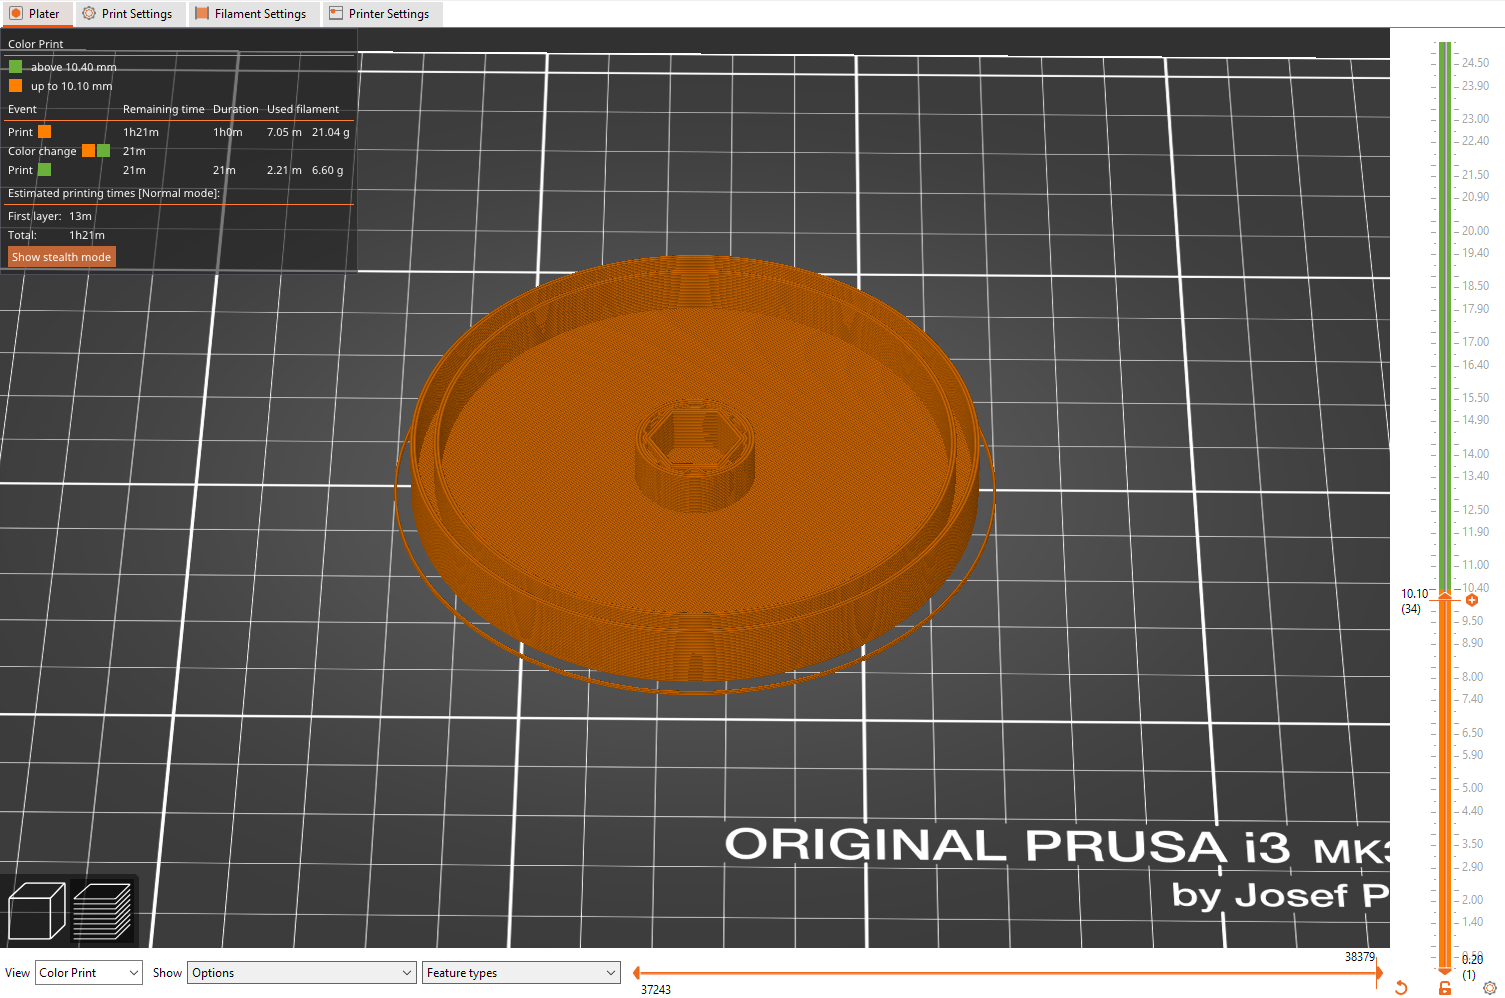 Plater Print Settings Filament Settings Printer Settings
Color Print
above 10.40 mm
up to 10.10 mm
Event Remaining time Duration Used filament
Print 1h21m 1h0m 7.05 m 21.04 g
Color change 21m
Print 21m 21m 2.21 m 6.60 g
Estimated printing times [Normal mode]:
First layer: 13m
Total: 1h21m
Show stealth mode
24.50
23.90
23.00
22.40
21.50
20.90
20.00
19.40
18.50
17.90
17.00
16.40
15.50
14.90
14.00
13.40
12.50
11.90
11.00
10.40
10.10
(34)
9.50
8.90
8.00
7.40
6.50
5.90
5.00
4.40
3.50
2.90
2.00
1.40
0.50
0.20
(1)
ORIGINAL PRUSA i3 MK3
by Josef P
View Color Print Show Options Feature types
38379
37243